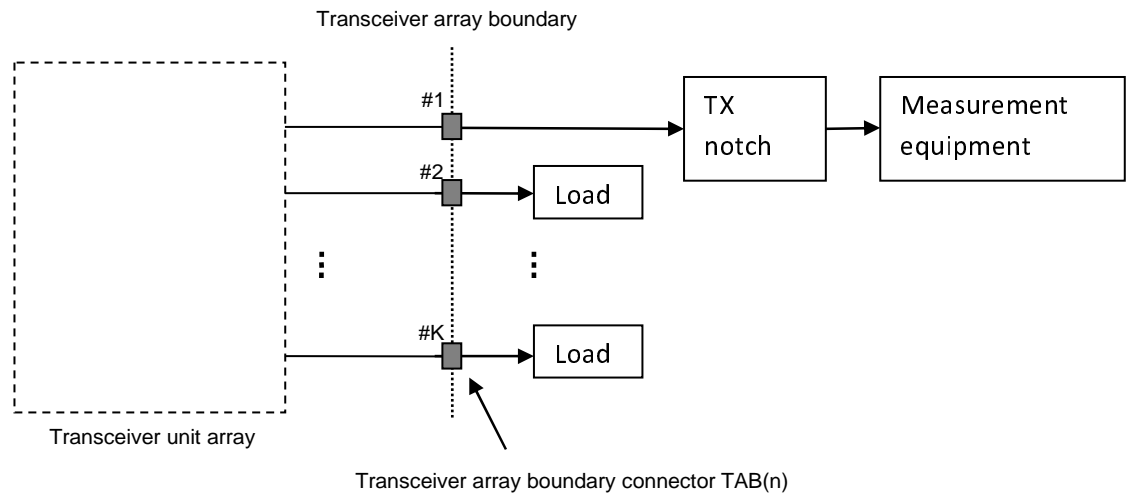 Transceiver array boundary
#1
TX
notch
Measurement
equipment
#2
Load
#K
Load
Transceiver unit array
Transceiver array boundary connector TAB(n)